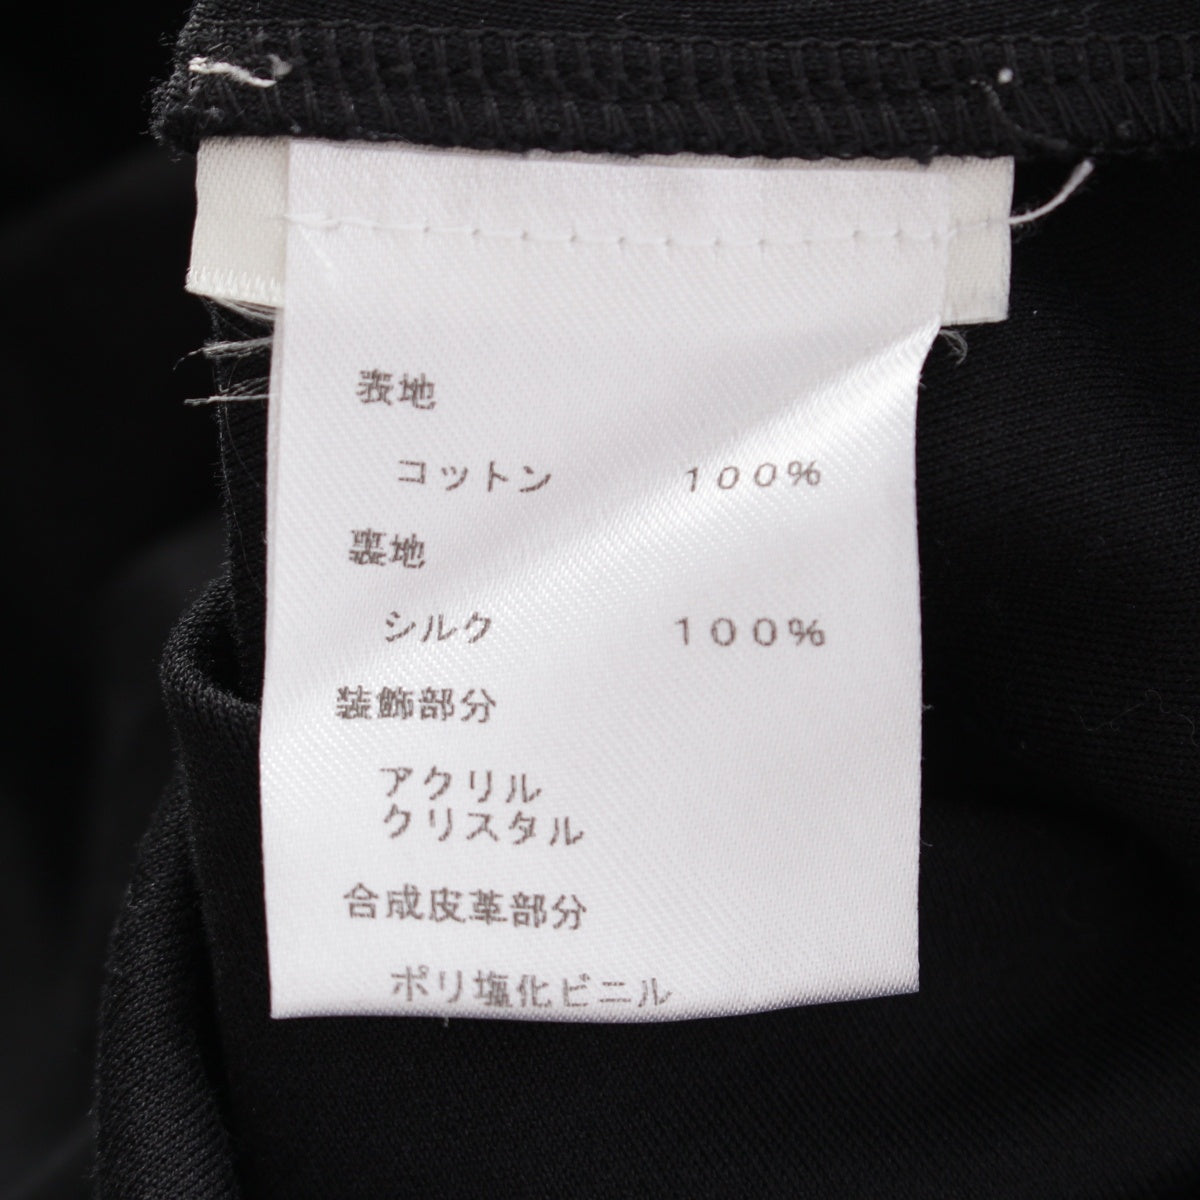 表地
コットン 100%
裏地
シルク 100%
装飾部分
アクリル
クリスタル
合成皮革部分
ポリ塩化ビニル